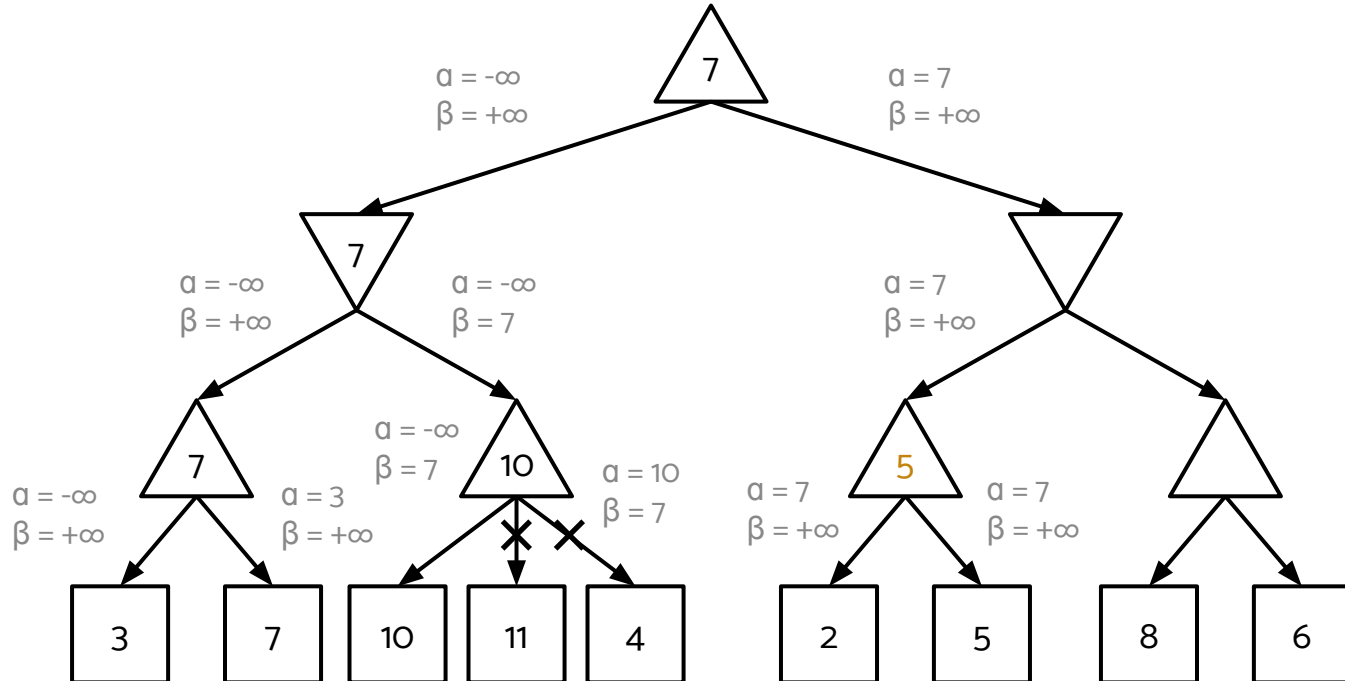 7
α = -∞
β = +∞
α = 7
β = +∞
7
α = -∞
β = +∞
α = -∞
β = 7
α = 7
β = +∞
7
10
5
α = -∞
β = 7
α = 10
β = 7
α = -∞
β = +∞
α = 3
β = +∞
α = 7
β = +∞
α = 7
β = +∞
3
7
10
11
4
2
5
8
6